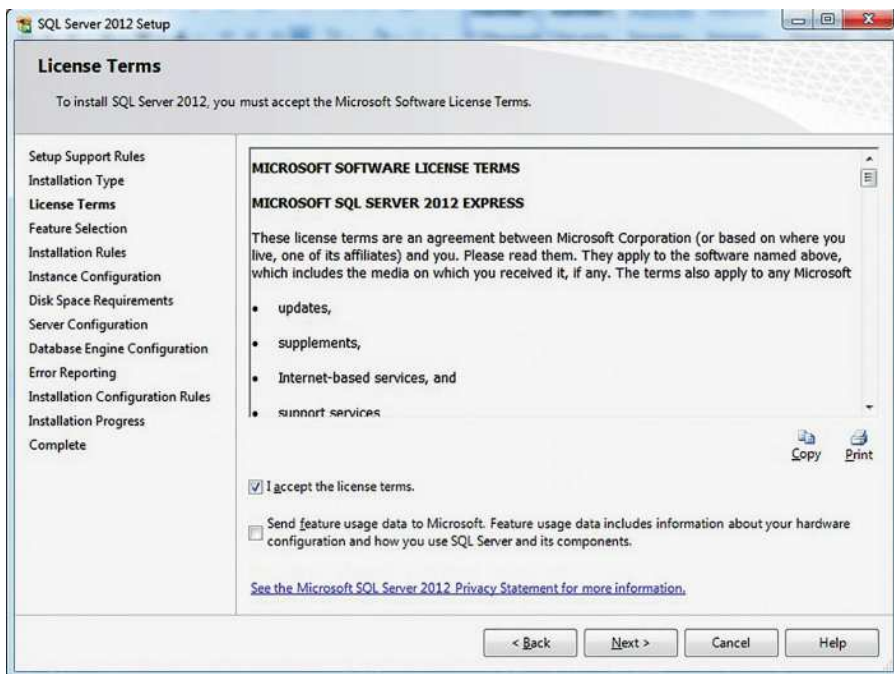 SQL Server 2012 Setup
License Terms
To install SQL Server 2012, you must accept the Microsoft Software License Terms.
Setup Support Rules
Installation Type
License Terms
Feature Selection
Installation Rules
Instance Configuration
Disk Space Requirements
Server Configuration
Database Engine Configuration
Error Reporting
Installation Configuration Rules
Installation Progress
Complete
MICROSOFT SOFTWARE LICENSE TERMS
MICROSOFT SQL SERVER 2012 EXPRESS
These license terms are an agreement between Microsoft Corporation (or based on where you
live, one of its affiliates) and you. Please read them. They apply to the software named above,
which includes the media on which you received it, if any. The terms also apply to any Microsoft
• updates,
• supplements,
• Internet-based services, and
• support services
Copy Print
I accept the license terms.
Send feature usage data to Microsoft. Feature usage data includes information about your hardware
configuration and how you use SQL Server and its components.
See the Microsoft SQL Server 2012 Privacy Statement for more information.
< Back Next > Cancel Help